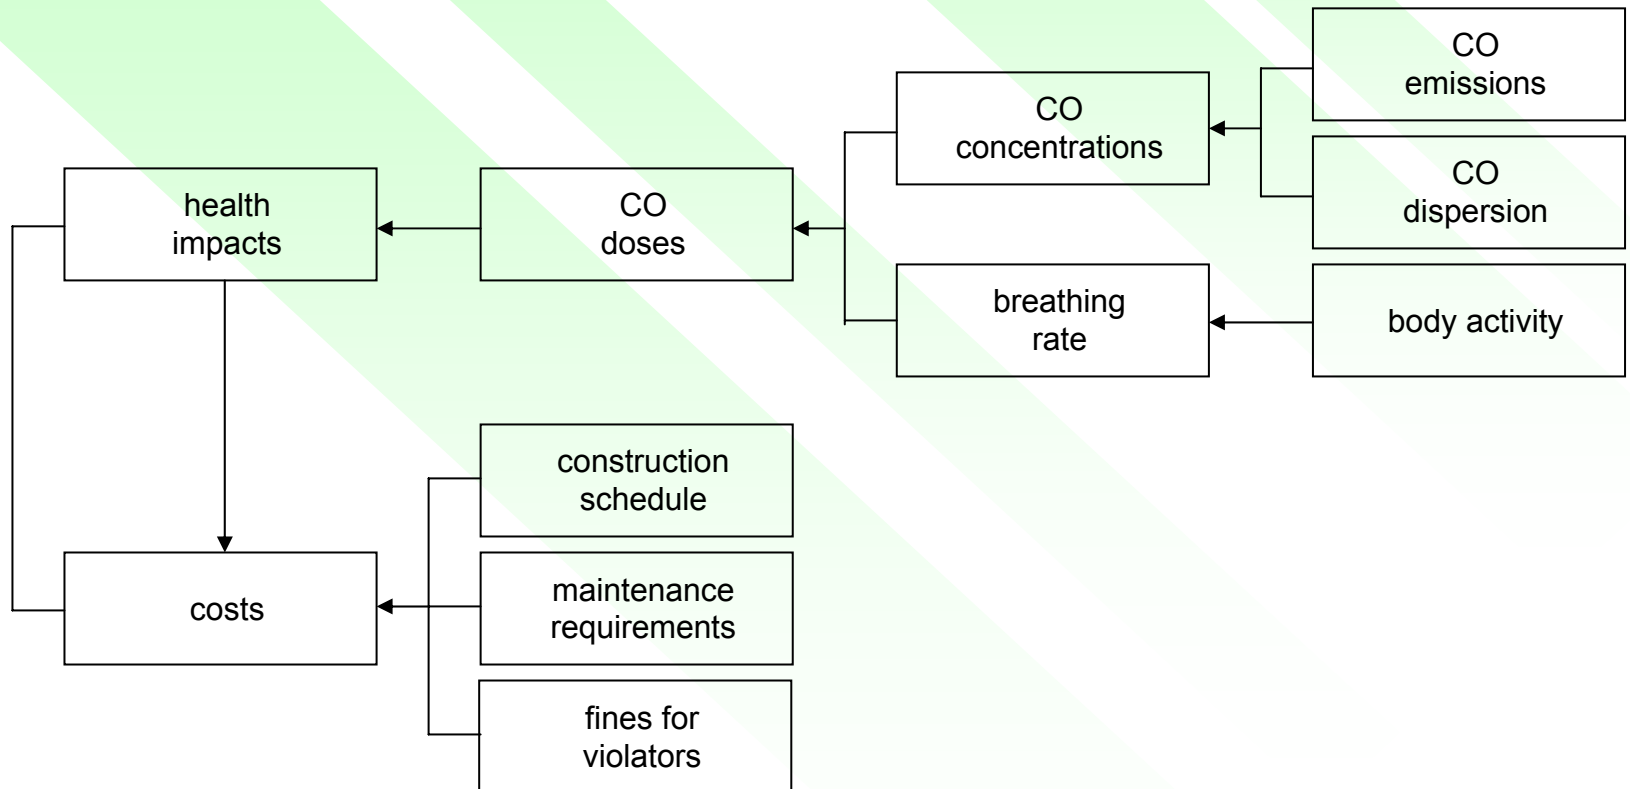 CO
emissions
CO
concentrations
CO
dispersion
health
impacts
CO
doses
breathing
rate
body activity
construction
schedule
costs
maintenance
requirements
fines for
violators